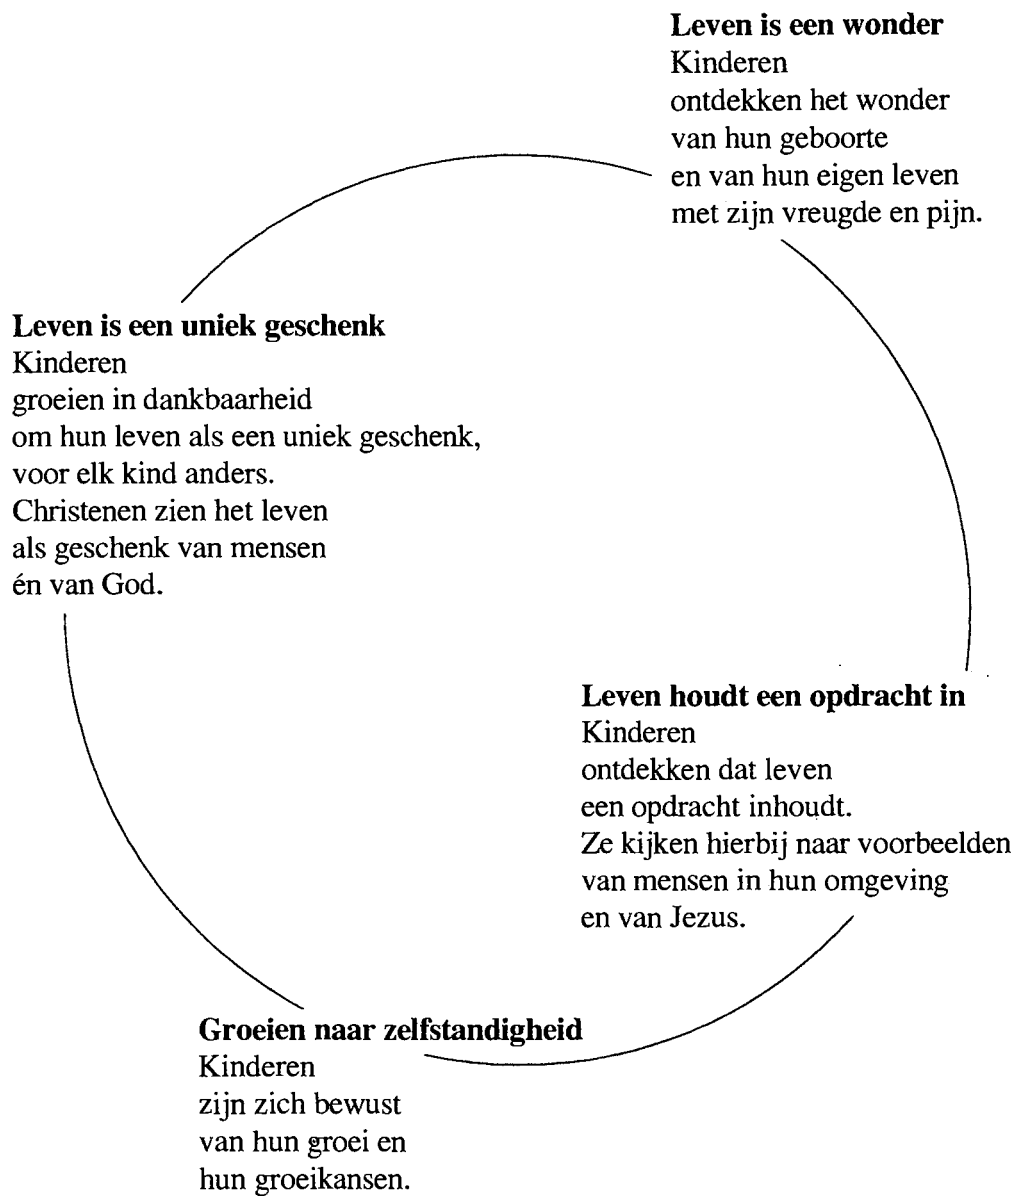 Leven is een wonder
Kinderen
ontdekken het wonder
van hun geboorte
en van hun eigen leven
met zijn vreugde en pijn.
Leven is een uniek geschenk
Kinderen
groeien in dankbaarheid
om hun leven als een uniek geschenk,
voor elk kind anders.
Christenen zien het leven
als geschenk van mensen
én van God.
Leven houdt een opdracht in
Kinderen
ontdekken dat leven
een opdracht inhoudt.
Ze kijken hierbij naar voorbeelden
van mensen in hun omgeving
en van Jezus.
Groeien naar zelfstandigheid
Kinderen
zijn zich bewust
van hun groei en
hun groeikansen.